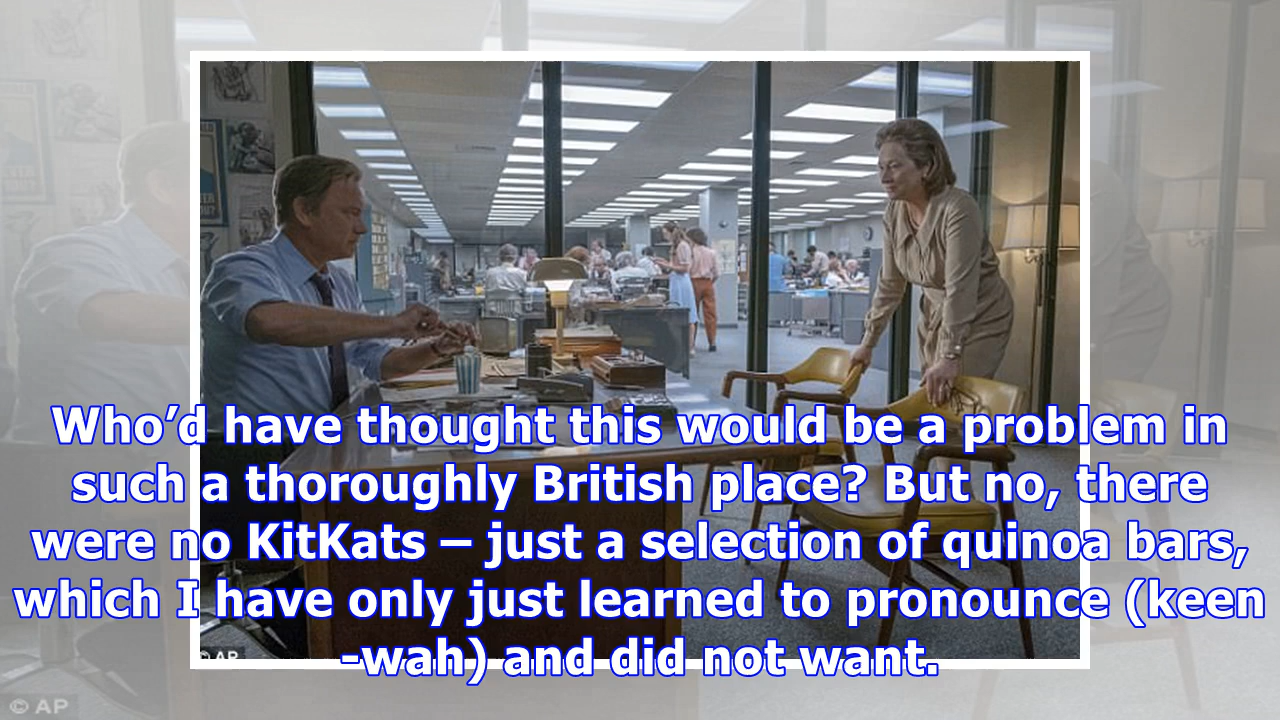 Who’d have thought this would be a problem in
such a thoroughly British place? But no, there
were no KitKats – just a selection of quinoa bars,
which I have only just learned to pronounce (keen
-wah) and did not want.
© AP
© AP